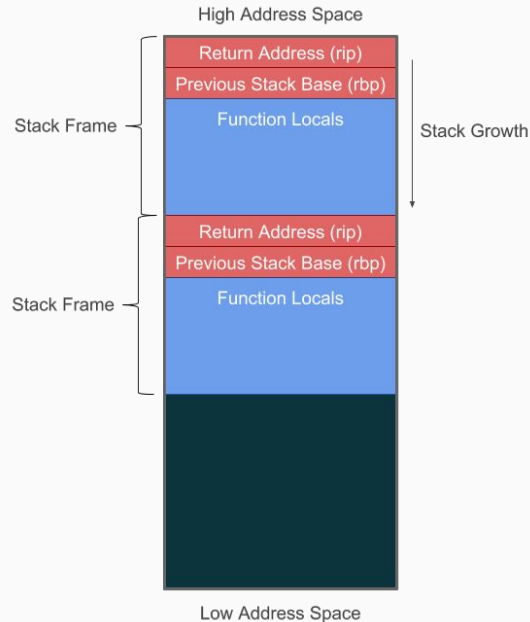 High Address Space
Return Address (rip)
Previous Stack Base (rbp)
Function Locals
Stack Frame
Stack Growth
Return Address (rip)
Previous Stack Base (rbp)
Function Locals
Stack Frame
Low Address Space